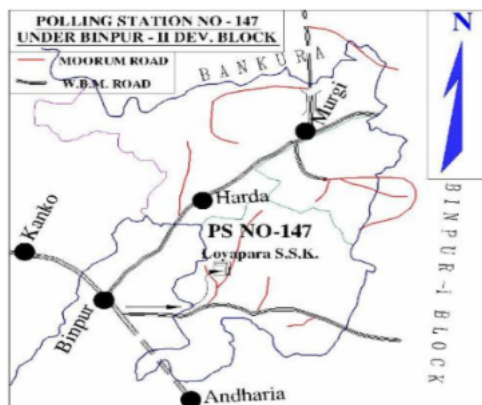 POLLING STATION NO - 147
UNDER BINPUR - II DEV. BLOCK
MOORUM ROAD
W.B.M. ROAD
N
BANKURA
Murgi
Harda
Kanko
PS NO-147
Loyapara S.S.K.
BINPUR-I BLOCK
Binpur
Andharia